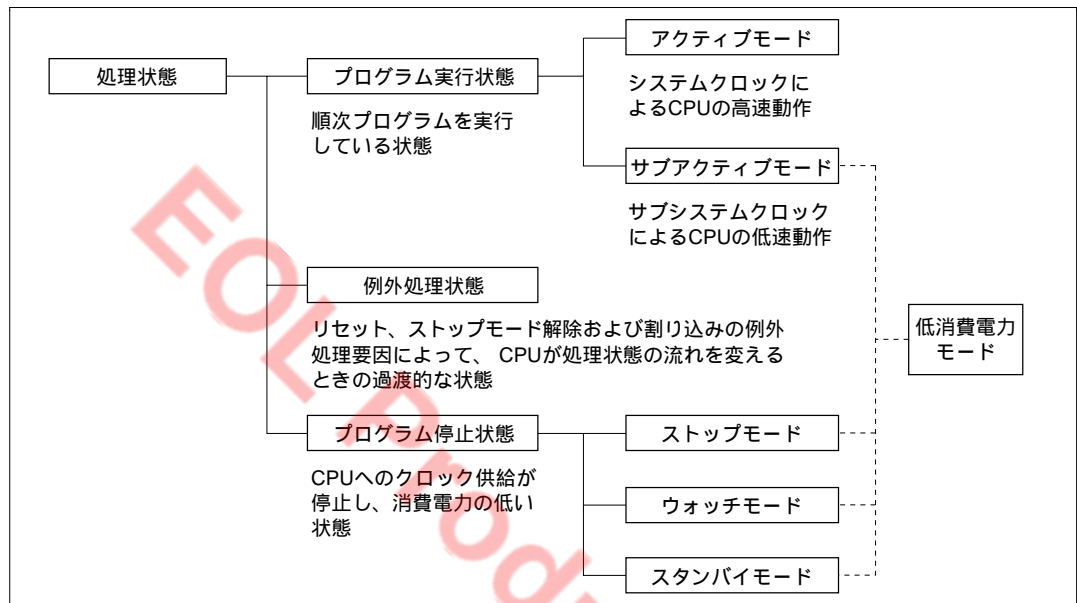 処理状態
プログラム実行状態
順次プログラムを実行
している状態
アクティブモード
システムクロックに
よるCPUの高速動作
サブアクティブモード
サブシステムクロック
によるCPUの低速動作
例外処理状態
リセット、ストップモード解除および割り込みの例外
処理要因によって、 CPUが処理状態の流れを変える
ときの過渡的な状態
低消費電力
モード
プログラム停止状態
CPUへのクロック供給が
停止し、消費電力の低い
状態
ストップモード
ウォッチモード
スタンバイモード
EOL Prod